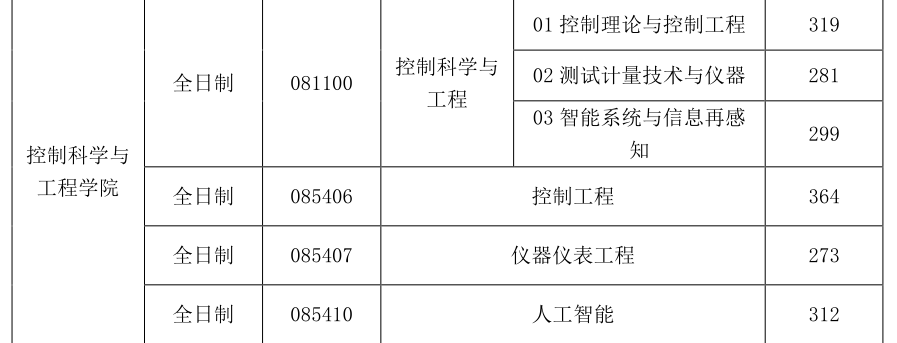 控制科学与
工程学院
全日制
081100
控制科学与
工程
01 控制理论与控制工程
319
02 测试计量技术与仪器
281
03 智能系统与信息再感
知
299
全日制
085406
控制工程
364
全日制
085407
仪器仪表工程
273
全日制
085410
人工智能
312